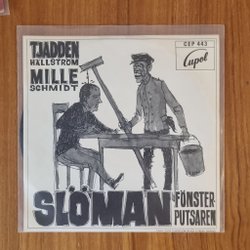 TJADDEN
HÄLLSTRÖM
MILLE
SCHMIDT
CEP 443
Cupol
SLÖMAN
FÖNSTER-
PUTSAREN